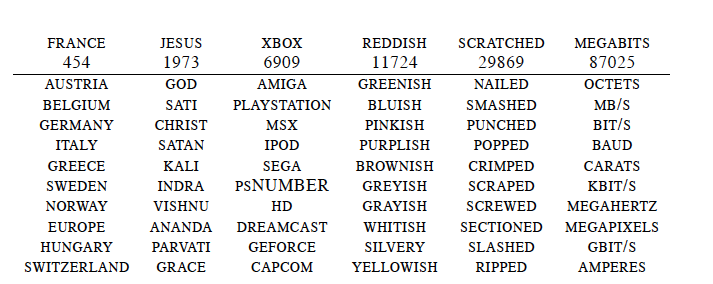 FRANCE JESUS XBOX REDDISH SCRATCHED MEGABITS
454 1973 6909 11724 29869 87025
AUSTRIA GOD AMIGA GREENISH NAILED OCTETS
BELGIUM SATI PLAYSTATION BLUISH SMASHED MB/S
GERMANY CHRIST MSX PINKISH PUNCHED BIT/S
ITALY SATAN IPOD PURPLISH POPPED BAUD
GREECE KALI SEGA BROWNISH CRIMPED CARATS
SWEDEN INDRA PSNUMBER GREYISH SCRAPED KBIT/S
NORWAY VISHNU HD GRAYISH SCREWED MEGAHERTZ
EUROPE ANANDA DREAMCAST WHITISH SECTIONED MEGAPIXELS
HUNGARY PARVATI GEFORCE SILVERY SLASHED GBIT/S
SWITZERLAND GRACE CAPCOM YELLOWISH RIPPED AMPERES